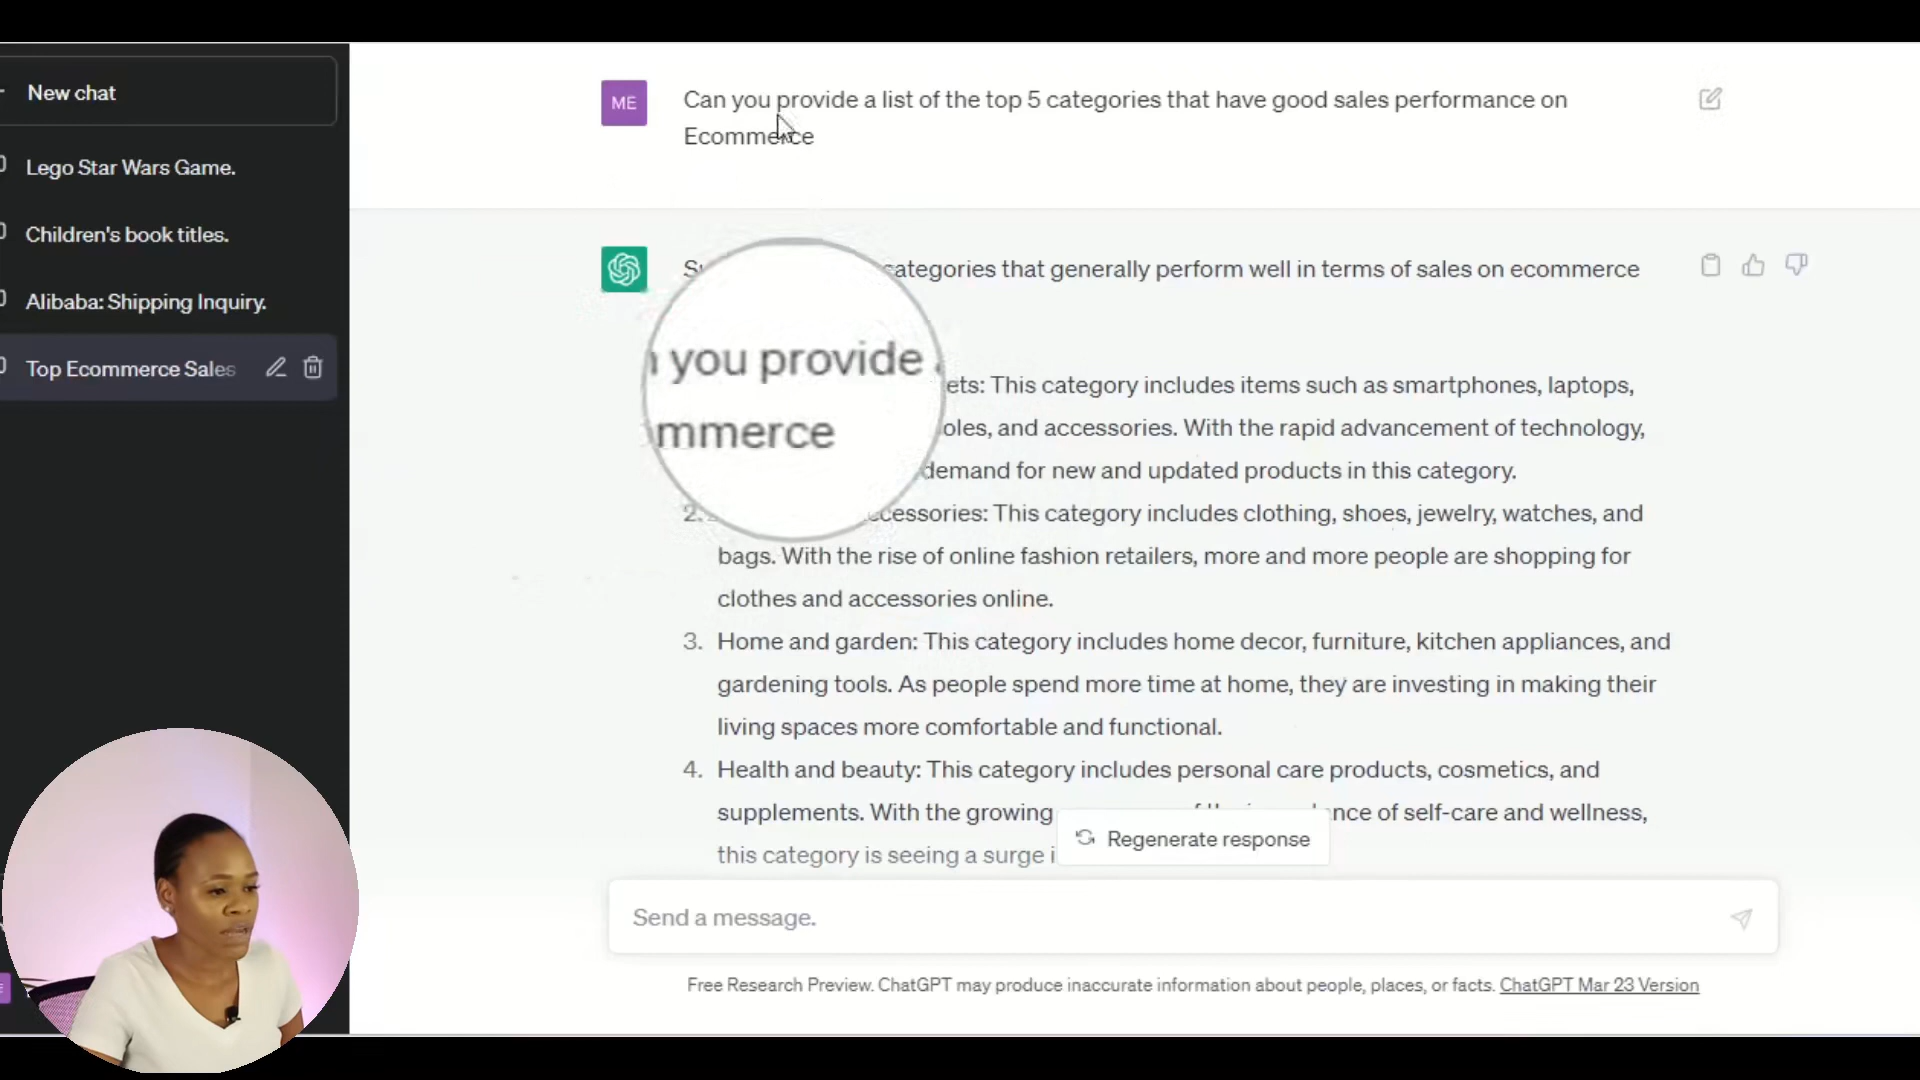 New chat
Lego Star Wars Game.
Children's book titles.
Alibaba: Shipping Inquiry.
Top Ecommerce Sales
ME
Can you provide a list of the top 5 categories that have good sales performance on
Ecommerce
categories that generally perform well in terms of sales on ecommerce
you provide
mmerce
ets: This category includes items such as smartphones, laptops,
oles, and accessories. With the rapid advancement of technology,
demand for new and updated products in this category.
2. cessories: This category includes clothing, shoes, jewelry, watches, and
bags. With the rise of online fashion retailers, more and more people are shopping for
clothes and accessories online.
3. Home and garden: This category includes home decor, furniture, kitchen appliances, and
gardening tools. As people spend more time at home, they are investing in making their
living spaces more comfortable and functional.
4. Health and beauty: This category includes personal care products, cosmetics, and
supplements. With the growing nce of self-care and wellness,
this category is seeing a surge i
Regenerate response
Send a message.
Free Research Preview. ChatGPT may produce inaccurate information about people, places, or facts. ChatGPT Mar 23 Version